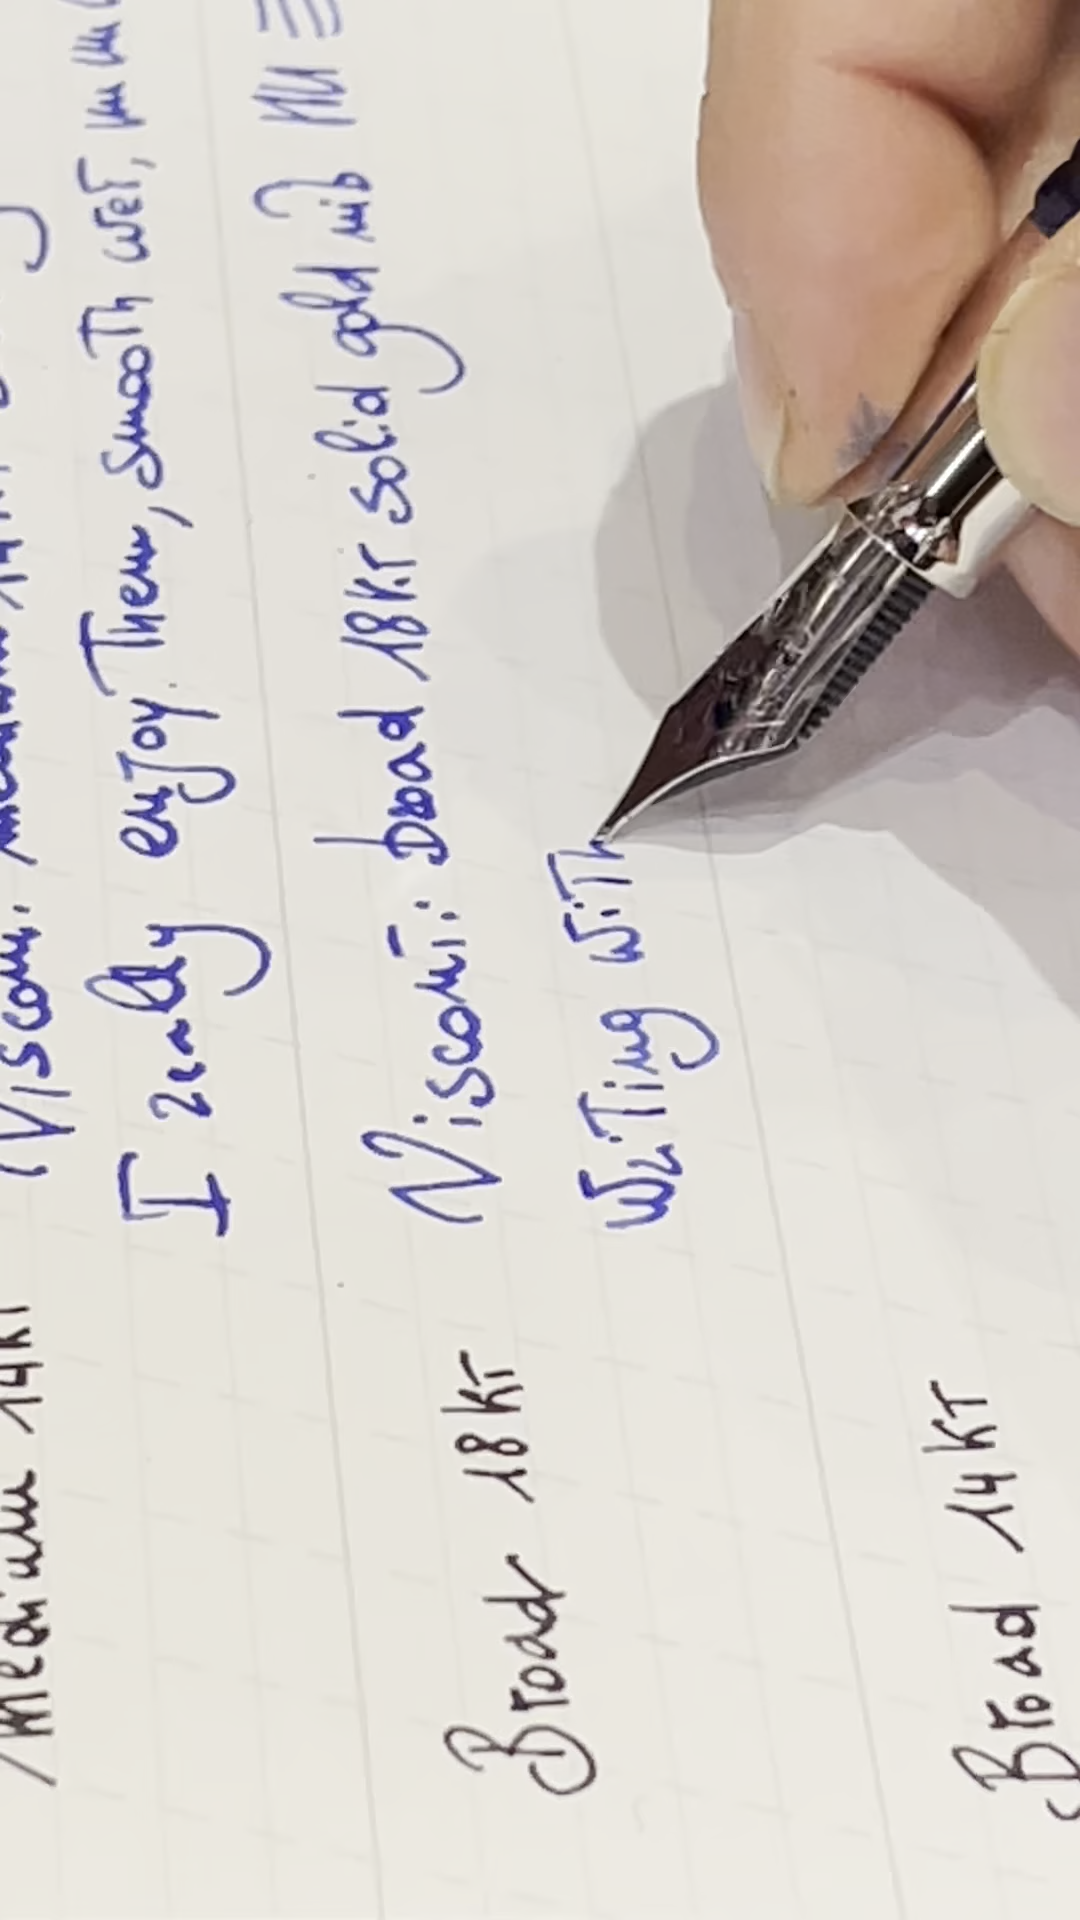 Medium 14KT Visconti: medium 14KT
I really enjoy Them, smooth wet,
Broad 18KT Visconti: broad 18KT solid gold nib
Writing with
Broad 14KT